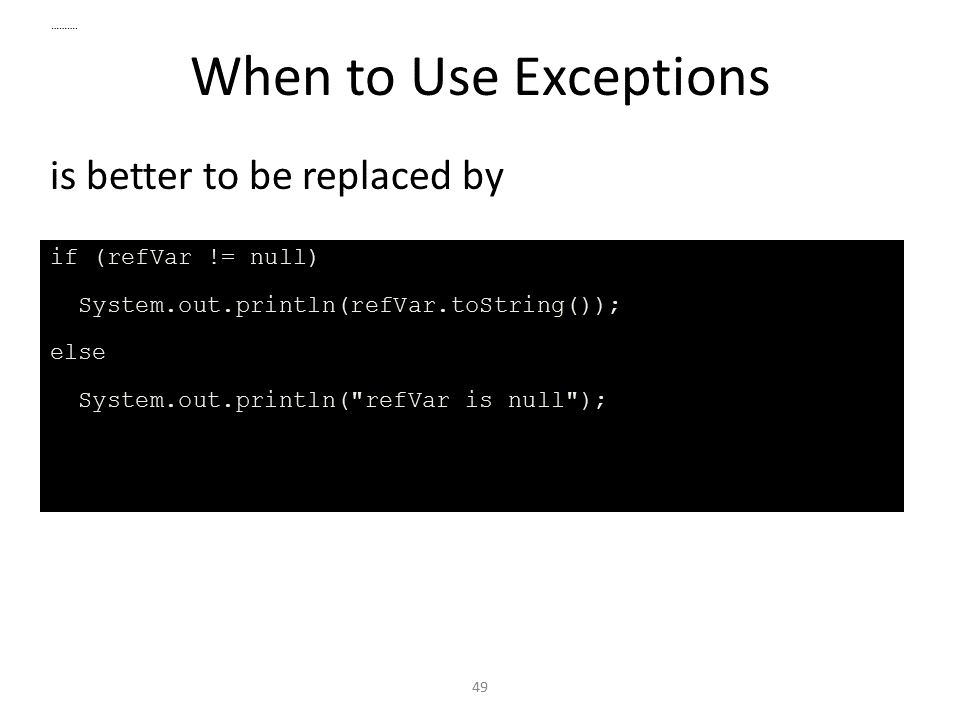 ..........
When to Use Exceptions
is better to be replaced by
if (refVar != null)
  System.out.println(refVar.toString());
else
  System.out.println("refVar is null");
49